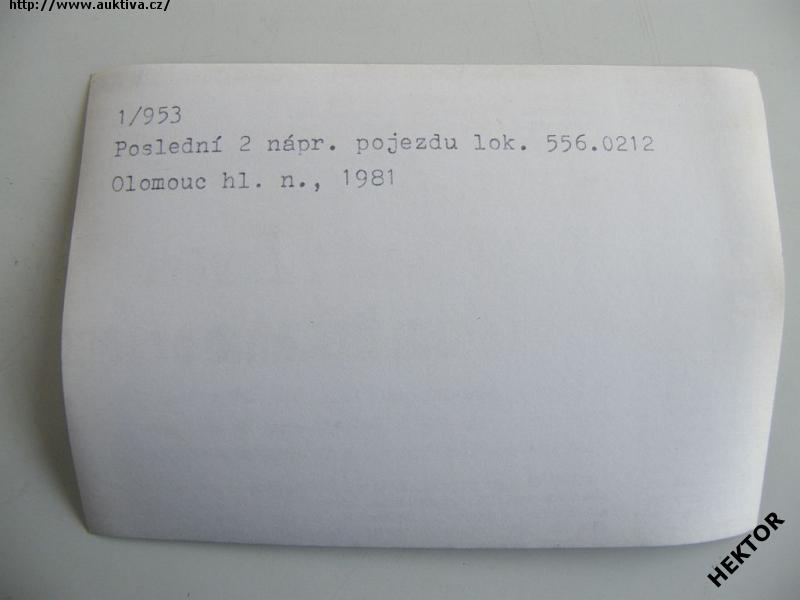 http://www.auktiva.cz/
1/953
Poslední 2 nápr. pojezdu lok. 556.0212
Olomouc hl. n., 1981
HEKTOR